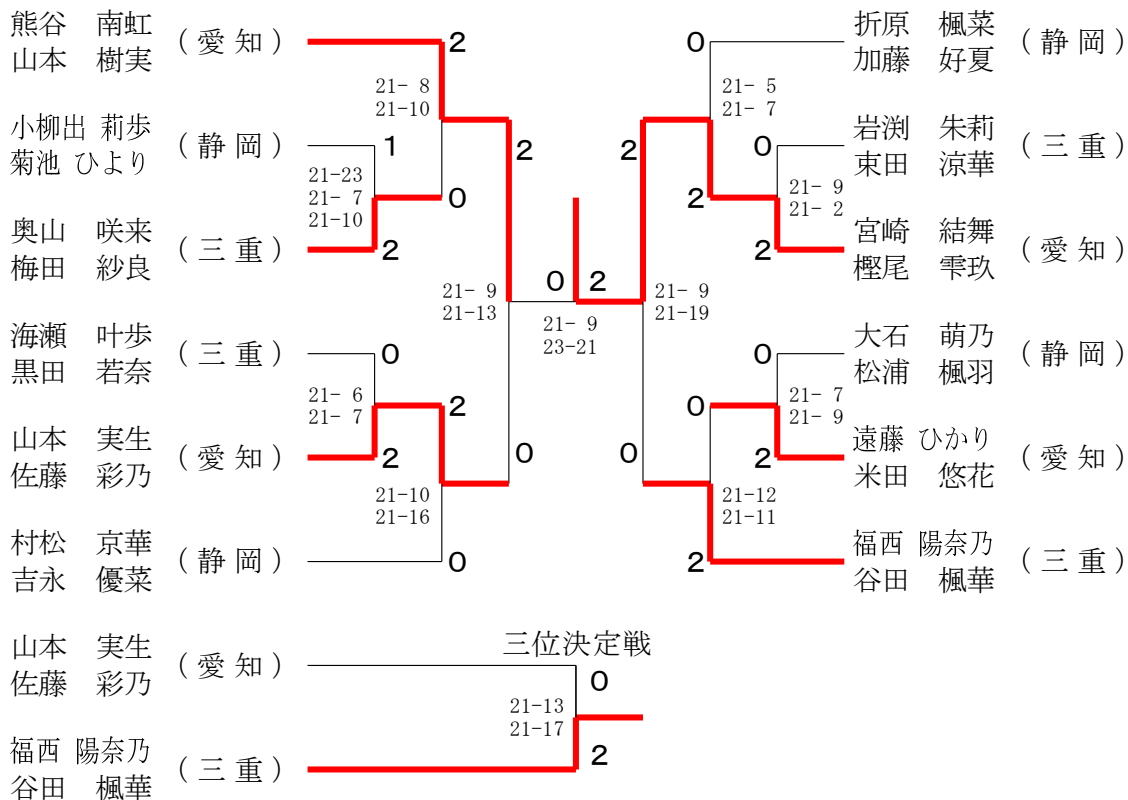 熊谷　南虹
山本　樹実
(愛知)
小柳出 莉歩
菊池 ひより
(静岡)
奥山　咲来
梅田　紗良
(三重)
海瀬　叶歩
黒田　若奈
(三重)
山本　実生
佐藤　彩乃
(愛知)
村松　京華
吉永　優菜
(静岡)
2
21- 8
21-10
1
21-23
21- 7
21-10
0
2
2
21- 9
21-13
0
21- 6
21- 7
2
2
21-10
21-16
0
0
0
2
21- 9
23-21
2
21- 9
21-19
0
0
21- 5
21- 7
0
21- 9
21- 2
2
2
0
21- 7
21- 9
0
2
21-12
21-11
2
折原　楓菜
加藤　好夏
(静岡)
岩渕　朱莉
東田　涼華
(三重)
宮崎　結舞
樫尾　雫玖
(愛知)
大石　萌乃
松浦　楓羽
(静岡)
遠藤 ひかり
米田　悠花
(愛知)
福西 陽奈乃
谷田　楓華
(三重)
三位決定戦
山本　実生
佐藤　彩乃
(愛知)
0
21-13
21-17
2
福西 陽奈乃
谷田　楓華
(三重)